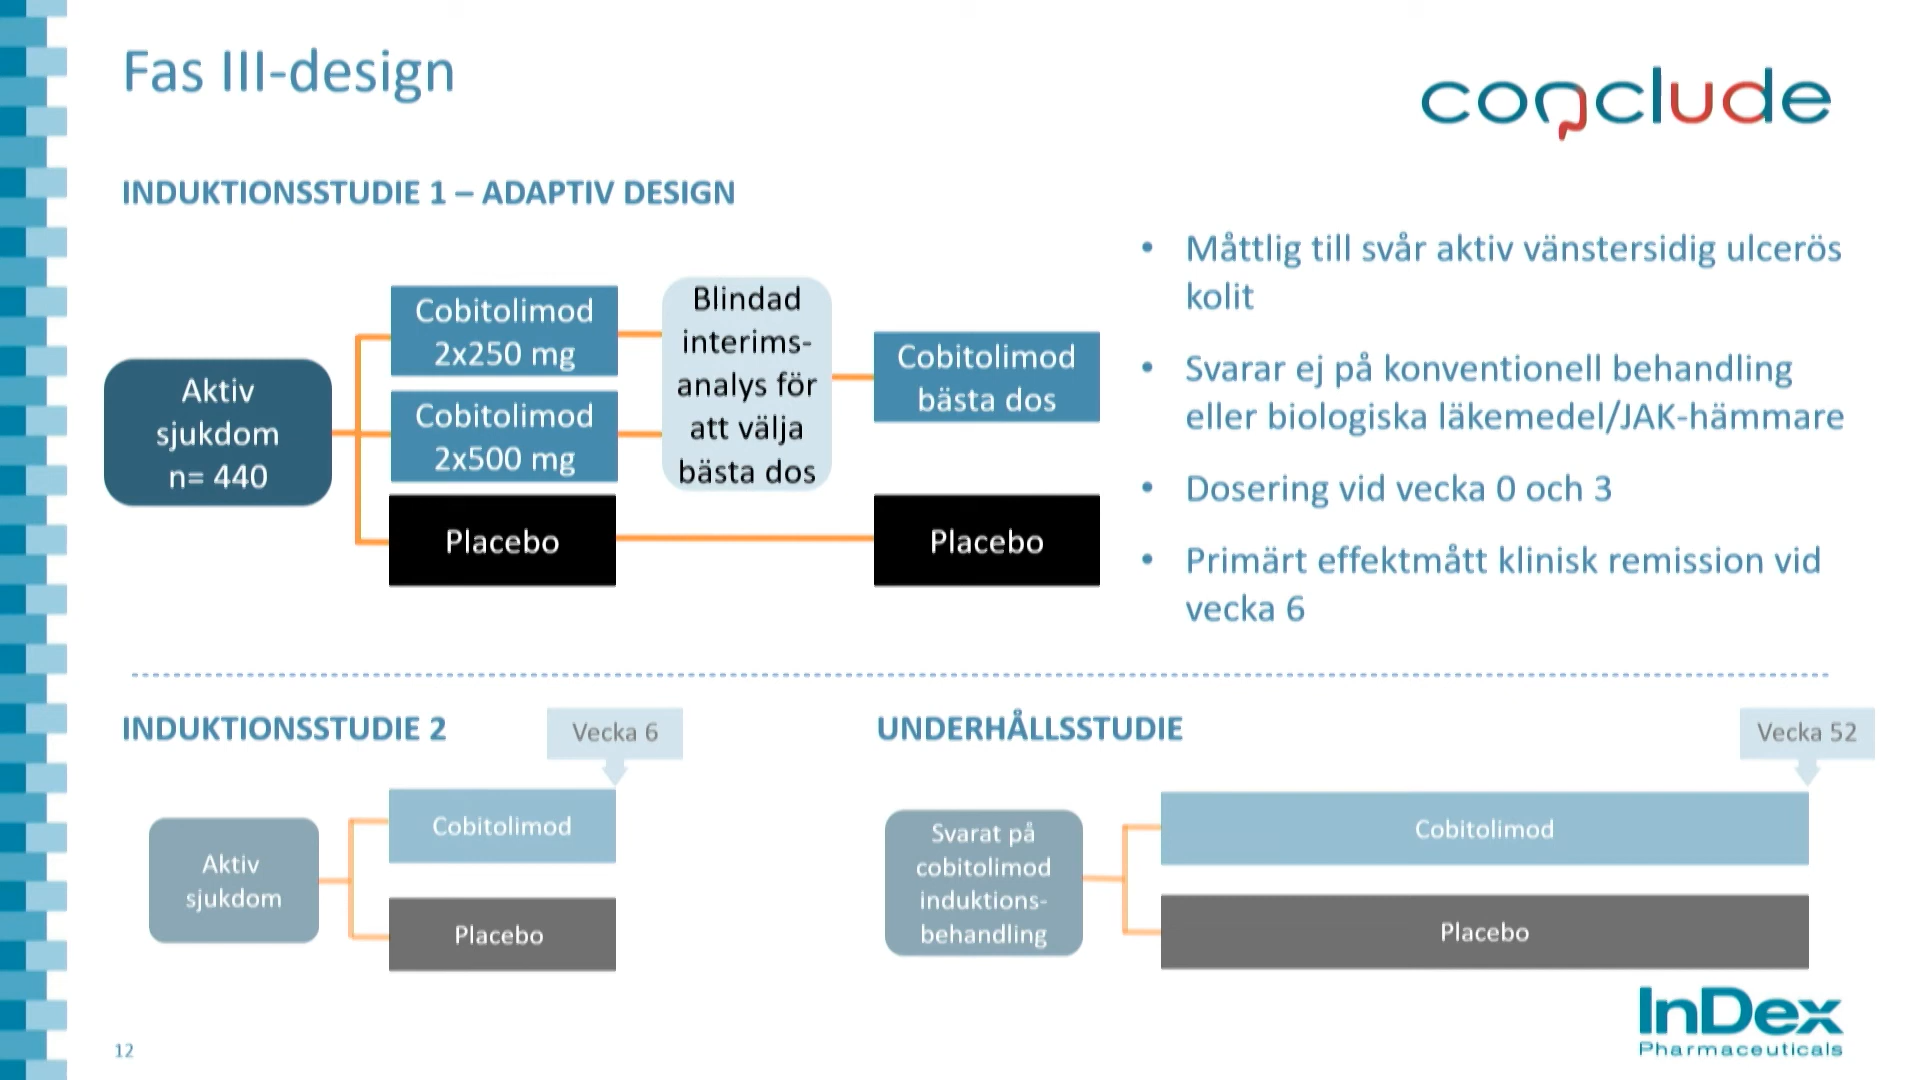 Fas III-design
conclude
INDUKTIONSSTUDIE 1 – ADAPTIV DESIGN
Aktiv
sjukdom
n= 440
Cobitolimod
2x250 mg
Cobitolimod
2x500 mg
Placebo
Blindad
interims-
analys för
att välja
bästa dos
Cobitolimod
bästa dos
Placebo
• Måttlig till svår aktiv vänstersidig ulcerös
kolit
• Svarar ej på konventionell behandling
eller biologiska läkemedel/JAK-hämmare
• Dosering vid vecka 0 och 3
• Primärt effektmått klinisk remission vid
vecka 6
INDUKTIONSSTUDIE 2
Vecka 6
Aktiv
sjukdom
Cobitolimod
Placebo
UNDERHÅLLSSTUDIE
Vecka 52
Svarat på
cobitolimod
induktions-
behandling
Cobitolimod
Placebo
12
InDex
Pharmaceuticals